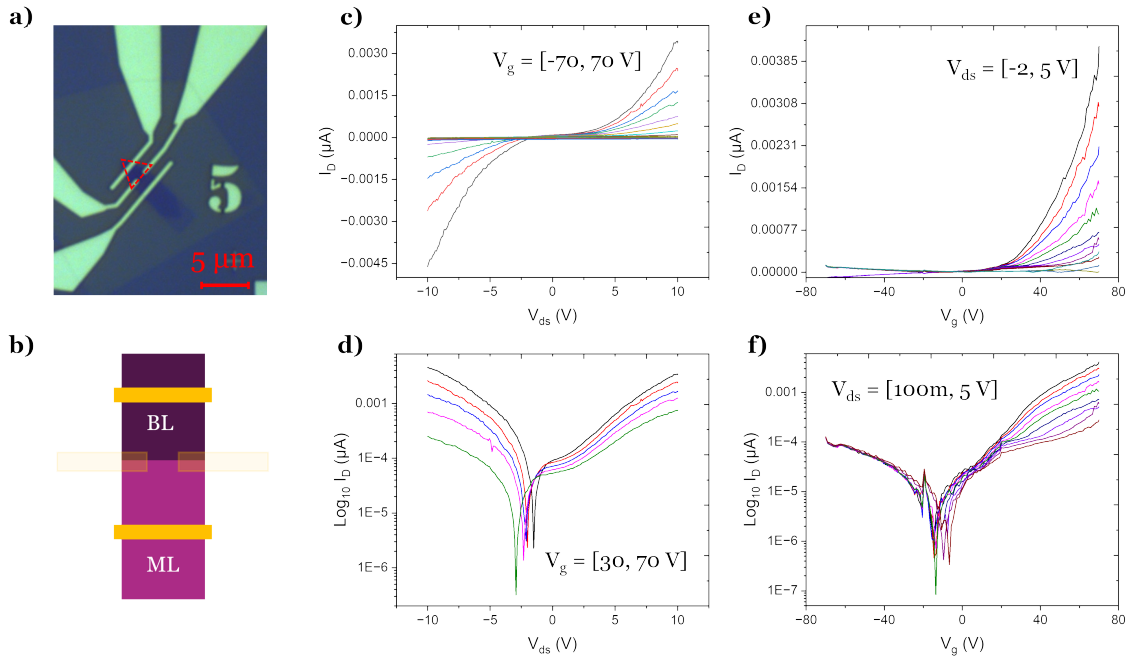 a)
5
5 μm
b)
BL
ML
c)
V_g = [-70, 70 V]
I_D (μA)
0.0030
0.0015
0.0000
−0.0015
−0.0030
−0.0045
−10
−5
0
5
10
V_ds (V)
d)
V_g = [30, 70 V]
Log_10 I_D (μA)
0.001
1E−4
1E−5
1E−6
−10
−5
0
5
10
V_ds (V)
e)
V_ds = [-2, 5 V]
I_D (μA)
0.00385
0.00308
0.00231
0.00154
0.00077
0.00000
−80
−40
0
40
80
V_g (V)
f)
V_ds = [100m, 5 V]
Log_10 I_D (μA)
0.001
1E−4
1E−5
1E−6
1E−7
−80
−40
0
40
80
V_g (V)